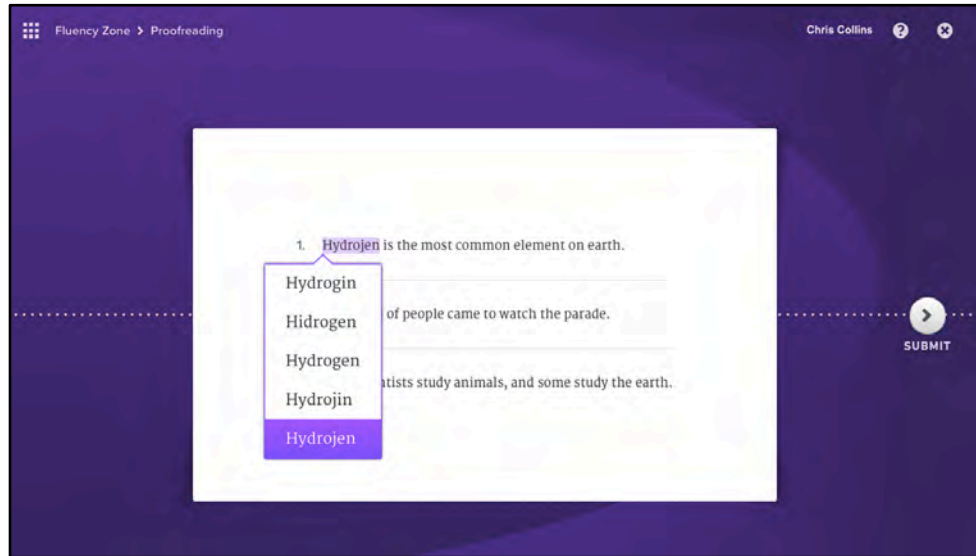 Fluency Zone > Proofreading
Chris Collins
1. Hydrojen is the most common element on earth.
Hydrogin
of people came to watch the parade.
Hidrogen
SUBMIT
Hydrogen
study animals, and some study the earth.
Hydrojin
Hydrojen